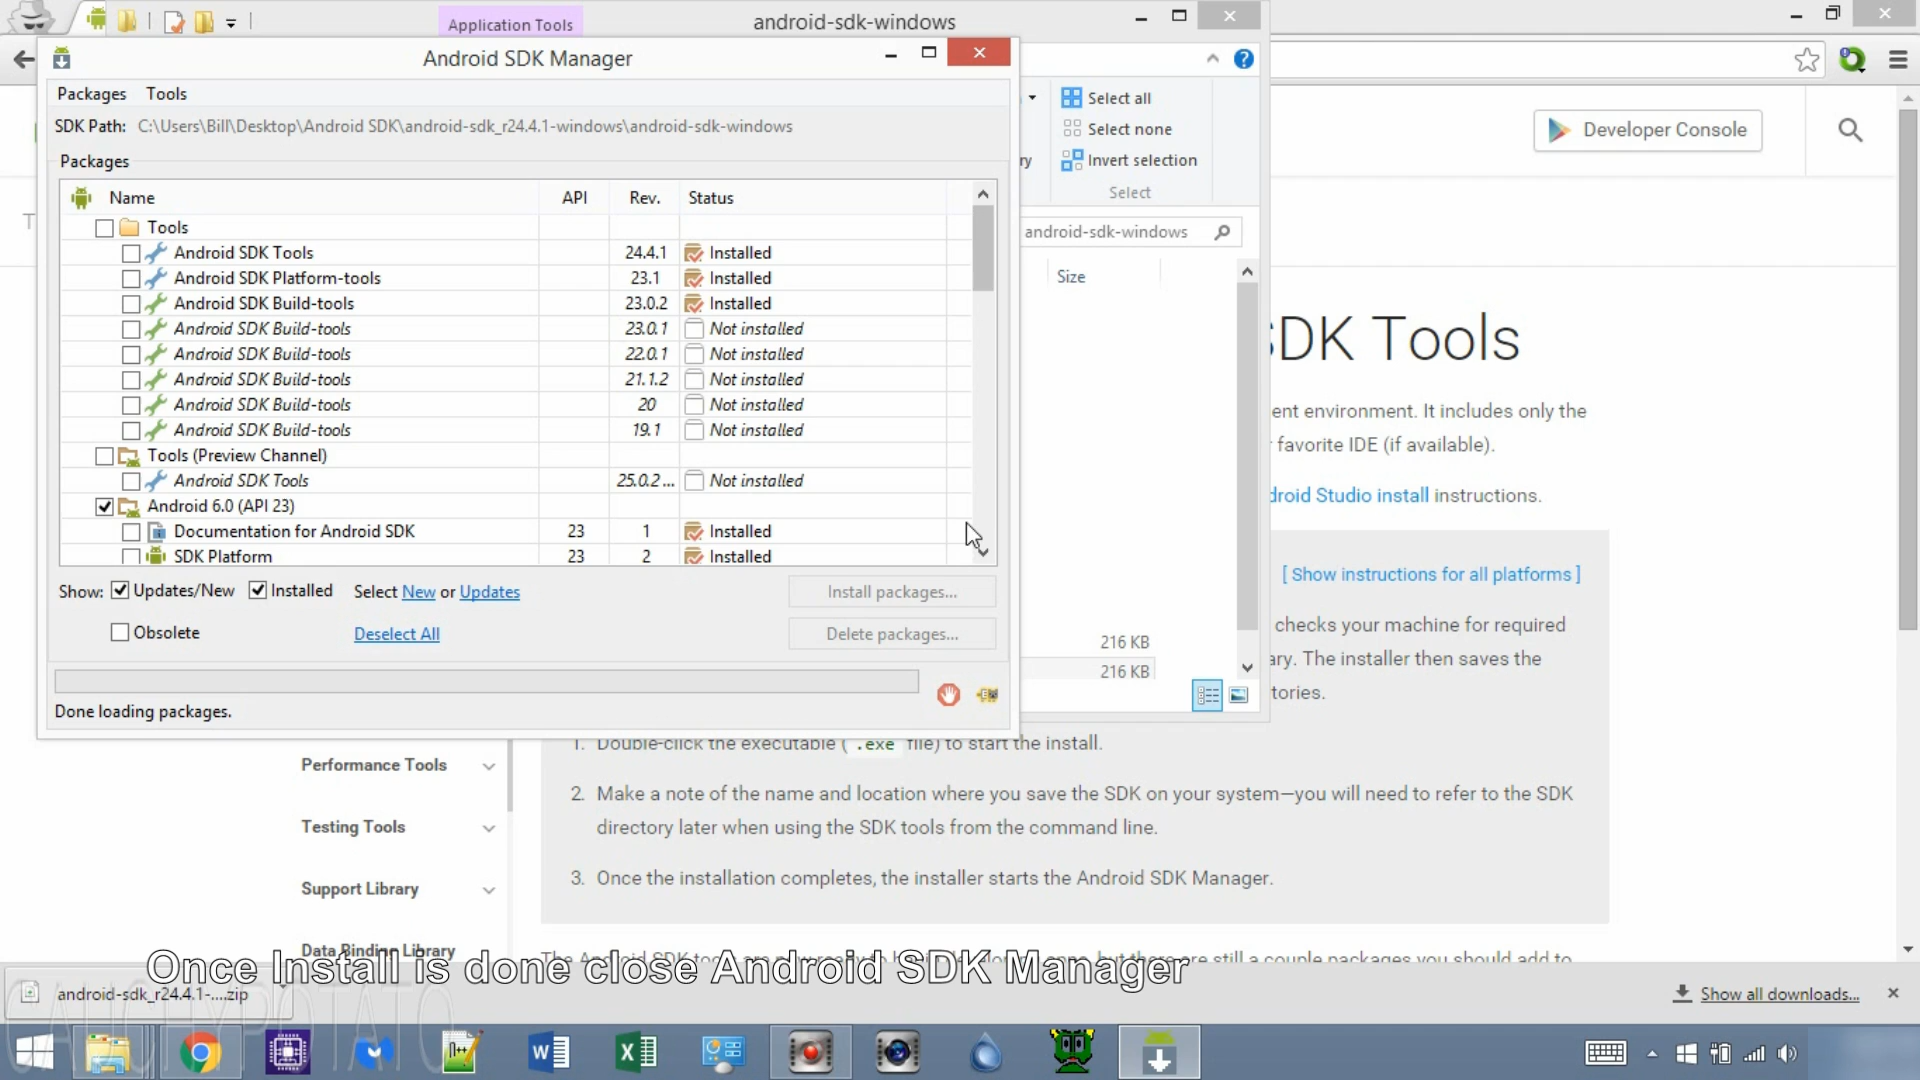 Application Tools
android-sdk-windows
Android SDK Manager
Packages Tools
SDK Path: C:\Users\Bill\Desktop\Android SDK\android-sdk_r24.4.1-windows\android-sdk-windows
Packages
Name API Rev. Status
Tools
Android SDK Tools 24.4.1 Installed
Android SDK Platform-tools 23.1 Installed
Android SDK Build-tools 23.0.2 Installed
Android SDK Build-tools 23.0.1 Not installed
Android SDK Build-tools 22.0.1 Not installed
Android SDK Build-tools 21.1.2 Not installed
Android SDK Build-tools 20 Not installed
Android SDK Build-tools 19.1 Not installed
Tools (Preview Channel)
Android SDK Tools 25.0.2 ... Not installed
Android 6.0 (API 23)
Documentation for Android SDK 23 1 Installed
SDK Platform 23 2 Installed
Show: Updates/New Installed Select New or Updates
Install packages...
Obsolete Deselect All
Delete packages...
Done loading packages.
Select all
Select none
ry Invert selection
Select
android-sdk-windows
Size
216 KB
216 KB
Developer Console
SDK Tools
ent environment. It includes only the
favorite IDE (if available).
droid Studio install instructions.
[ Show instructions for all platforms ]
checks your machine for required
ary. The installer then saves the
tories.
1. Double-click the executable ( .exe file) to start the install.
2. Make a note of the name and location where you save the SDK on your system—you will need to refer to the SDK
directory later when using the SDK tools from the command line.
3. Once the installation completes, the installer starts the Android SDK Manager.
Performance Tools
Testing Tools
Support Library
Data Binding Library
still a couple packages you should add to
Once Install is done close Android SDK Manager
android-sdk_r24.4.1-....zip
Show all downloads...